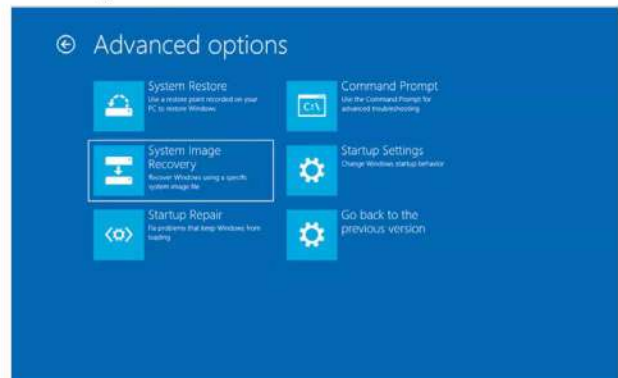 Advanced options
System Restore
Use a restore point recorded on your
PC to restore Windows
System Image
Recovery
Recover Windows using a specific
system image file
Startup Repair
Fix problems that keep Windows from
loading
Command Prompt
Use the Command Prompt for
advanced troubleshooting
C:\
Startup Settings
Change Windows startup behavior
Go back to the
previous version